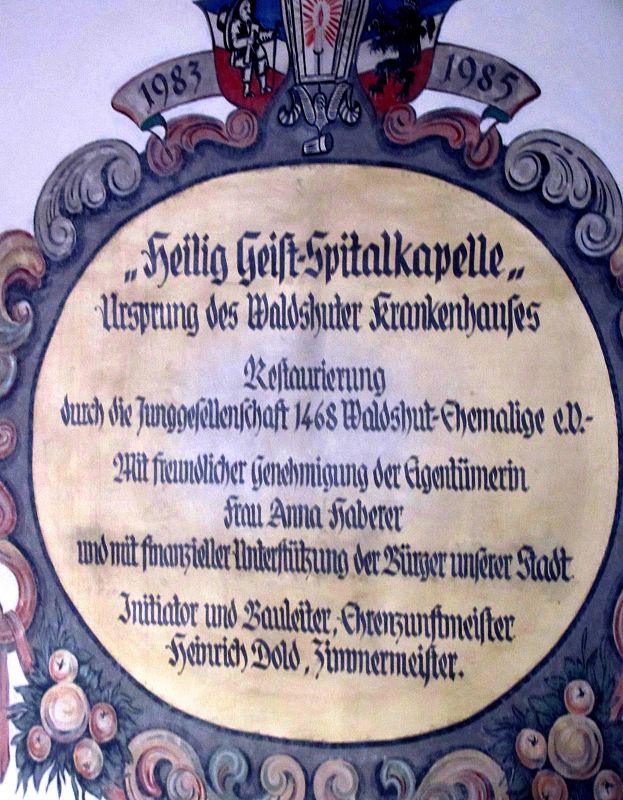 1983 1985
„Heilig Geist-Spitalkapelle„
Ursprung des Waldshuter Krankenhauses
Restaurierung
durch die Junggesellenschaft 1468 Waldshut-Ehemalige e.V.-
Mit freundlicher Genehmigung der Eigentümerin
Frau Anna Haberer
und mit finanzieller Unterstützung der Bürger unserer Stadt
Initiator und Bauleiter, Ehrenzunftmeister
Heinrich Dold, Zimmermeister.